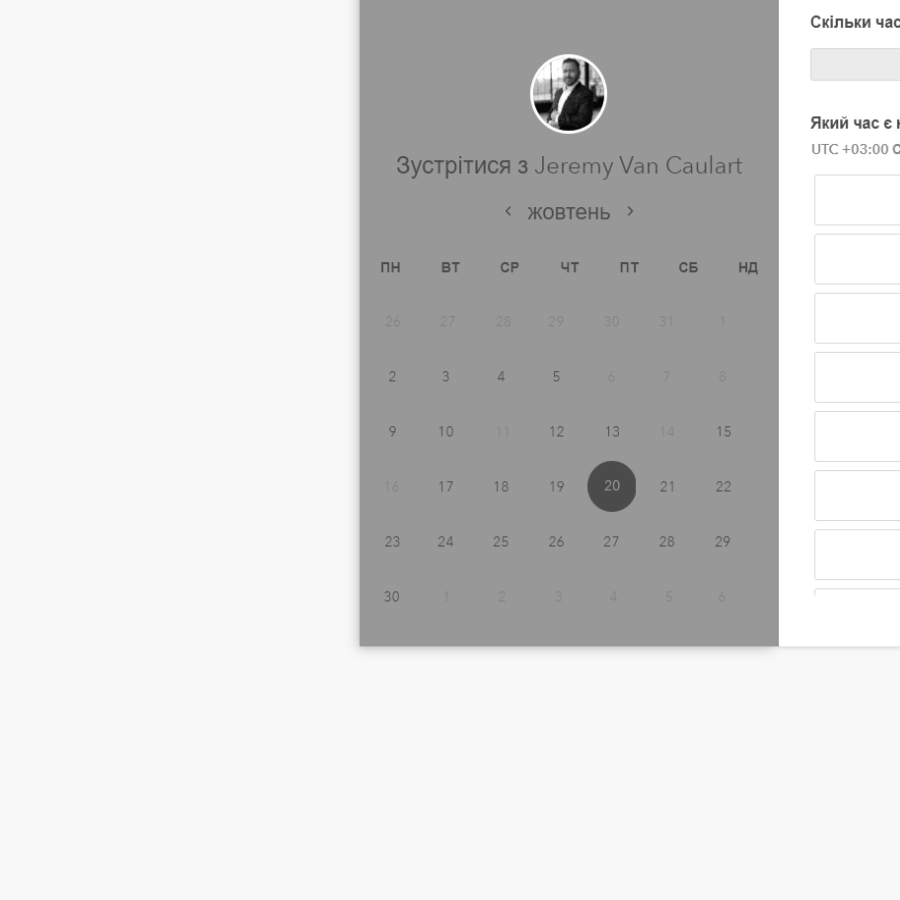 Зустрітися з Jeremy Van Caulart
жовтень
ПН ВТ СР ЧТ ПТ СБ НД
26 27 28 29 30 31 1
2 3 4 5 6 7 8
9 10 11 12 13 14 15
16 17 18 19 20 21 22
23 24 25 26 27 28 29
30 1 2 3 4 5 6
Скільки час
Який час є
UTC +03:00